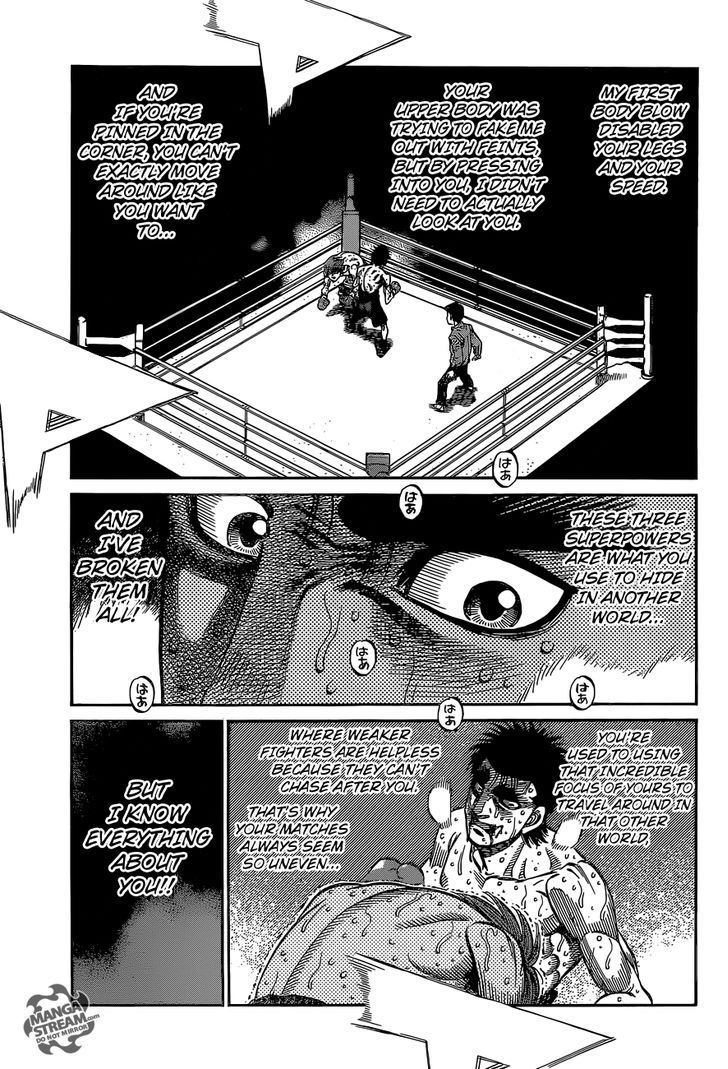 MY FIRST
BODY BLOW
DISABLED
YOUR LEGS
AND YOUR
SPEED.
YOUR
UPPER BODY WAS
TRYING TO FAKE ME
OUT WITH FEINTS,
BUT BY PRESSING
INTO YOU, I DIDN'T
NEED TO ACTUALLY
LOOK AT YOU.
AND
IF YOU'RE
PINNED IN THE
CORNER, YOU CAN'T
EXACTLY MOVE
AROUND LIKE
YOU WANT
TO...
はあ
はあ
THESE THREE
SUPERPOWERS
ARE WHAT YOU
USE TO HIDE
IN ANOTHER
WORLD...
AND
I'VE
BROKEN
THEM
ALL!
はあ
はあ
はあ
はあ
YOU'RE
USED TO USING
THAT INCREDIBLE
FOCUS OF YOURS TO
TRAVEL AROUND IN
THAT OTHER
WORLD,
WHERE WEAKER
FIGHTERS ARE HELPLESS
BECAUSE THEY CAN'T
CHASE AFTER YOU.
THAT'S WHY
YOUR MATCHES
ALWAYS SEEM
SO UNEVEN...
BUT
I KNOW
EVERYTHING
ABOUT
YOU!!
MANGA
STREAM.com
DO NOT MIRROR